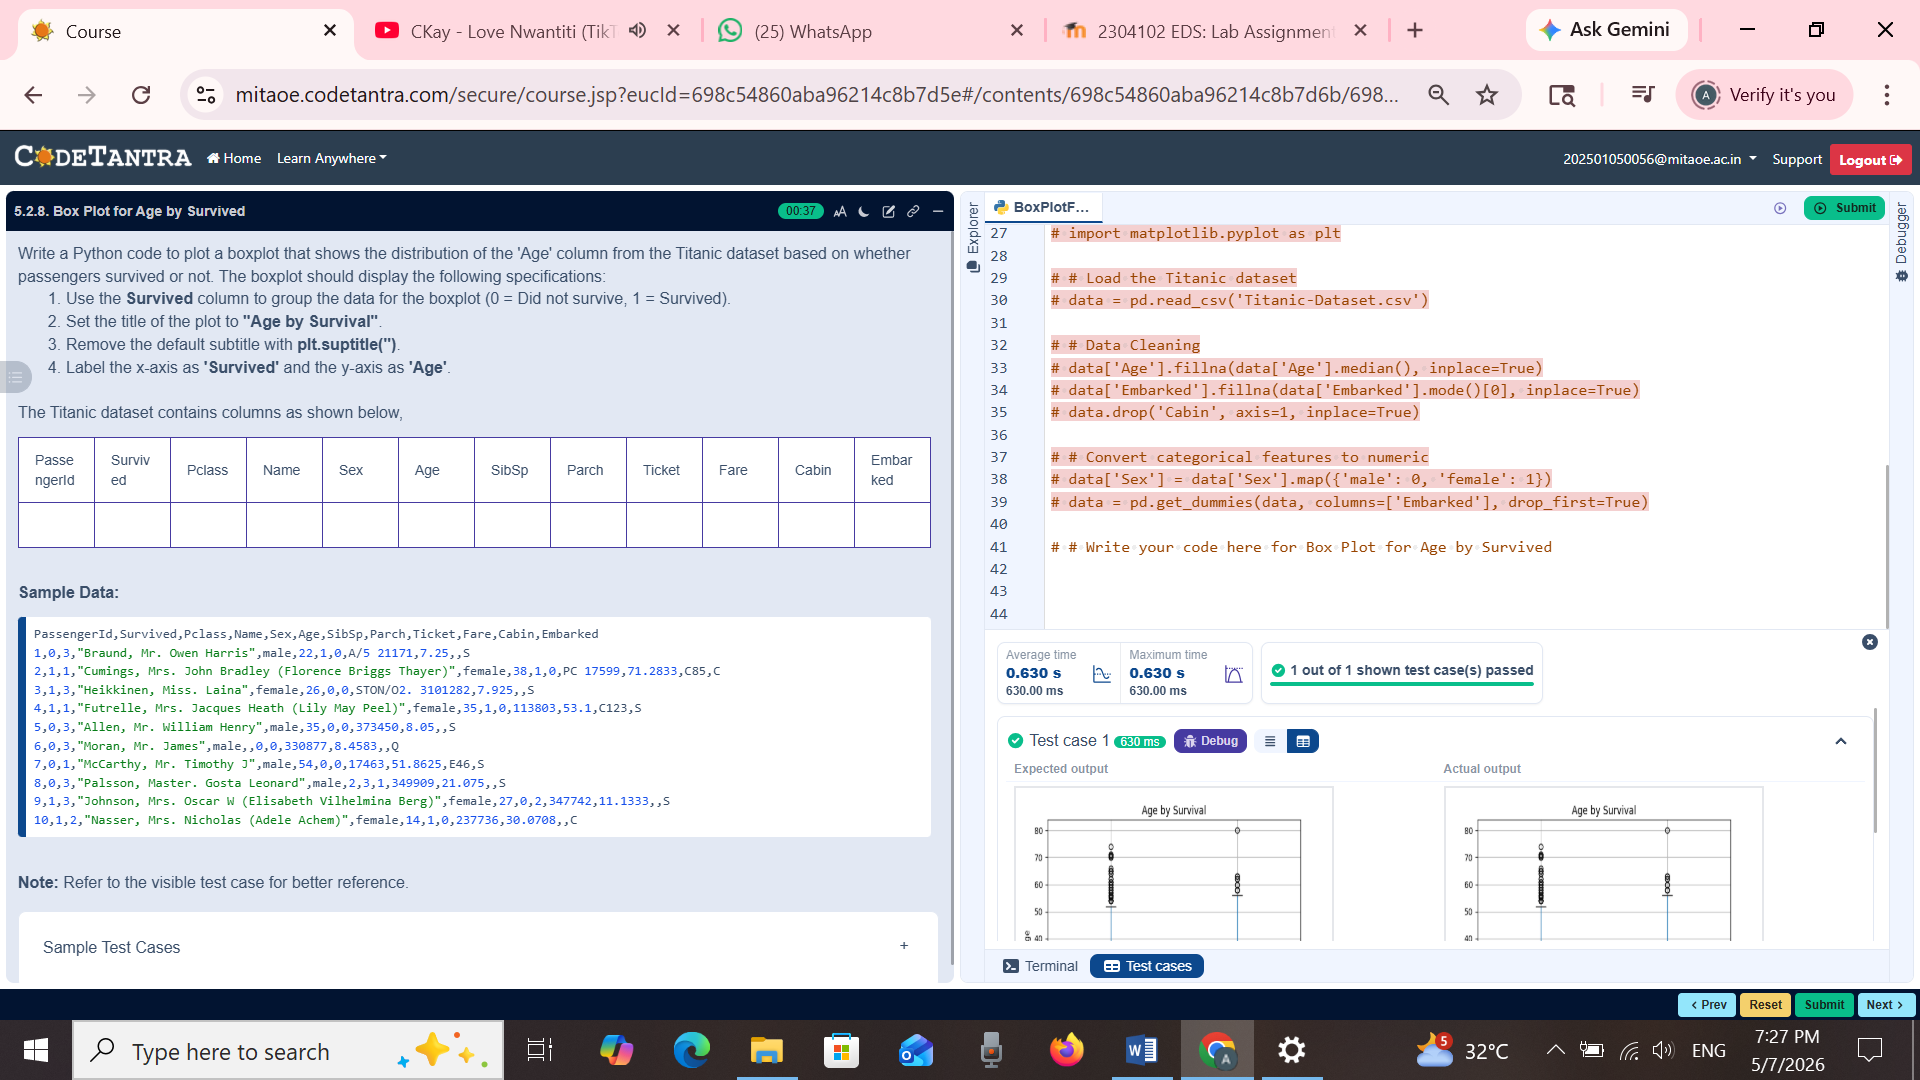 Course
CKay - Love Nwantiti (TikT
(25) WhatsApp
2304102 EDS: Lab Assignment
Ask Gemini
mitaoe.codetantra.com/secure/course.jsp?eucId=698c54860aba96214c8b7d5e#/contents/698c54860aba96214c8b7d6b/698...
Verify it's you
CODETANTRA
Home
Learn Anywhere
202501050056@mitaoe.ac.in
Support
Logout
5.2.8. Box Plot for Age by Survived
00:37
Write a Python code to plot a boxplot that shows the distribution of the 'Age' column from the Titanic dataset based on whether
passengers survived or not. The boxplot should display the following specifications:
1. Use the Survived column to group the data for the boxplot (0 = Did not survive, 1 = Survived).
2. Set the title of the plot to "Age by Survival".
3. Remove the default subtitle with plt.suptitle('').
4. Label the x-axis as 'Survived' and the y-axis as 'Age'.
The Titanic dataset contains columns as shown below,
Passe
ngerId
Surviv
ed
Pclass
Name
Sex
Age
SibSp
Parch
Ticket
Fare
Cabin
Embar
ked
Sample Data:
PassengerId,Survived,Pclass,Name,Sex,Age,SibSp,Parch,Ticket,Fare,Cabin,Embarked
1,0,3,"Braund, Mr. Owen Harris",male,22,1,0,A/5 21171,7.25,,S
2,1,1,"Cumings, Mrs. John Bradley (Florence Briggs Thayer)",female,38,1,0,PC 17599,71.2833,C85,C
3,1,3,"Heikkinen, Miss. Laina",female,26,0,0,STON/O2. 3101282,7.925,,S
4,1,1,"Futrelle, Mrs. Jacques Heath (Lily May Peel)",female,35,1,0,113803,53.1,C123,S
5,0,3,"Allen, Mr. William Henry",male,35,0,0,373450,8.05,,S
6,0,3,"Moran, Mr. James",male,,0,0,330877,8.4583,,Q
7,0,1,"McCarthy, Mr. Timothy J",male,54,0,0,17463,51.8625,E46,S
8,0,3,"Palsson, Master. Gosta Leonard",male,2,3,1,349909,21.075,,S
9,1,3,"Johnson, Mrs. Oscar W (Elisabeth Vilhelmina Berg)",female,27,0,2,347742,11.1333,,S
10,1,2,"Nasser, Mrs. Nicholas (Adele Achem)",female,14,1,0,237736,30.0708,,C
Note: Refer to the visible test case for better reference.
Sample Test Cases
+
Explorer
BoxPlotF...
Submit
Debugger
27 # import matplotlib.pyplot as plt
28
29 # # Load the Titanic dataset
30 # data = pd.read_csv('Titanic-Dataset.csv')
31
32 # # Data Cleaning
33 # data['Age'].fillna(data['Age'].median(), inplace=True)
34 # data['Embarked'].fillna(data['Embarked'].mode()[0], inplace=True)
35 # data.drop('Cabin', axis=1, inplace=True)
36
37 # # Convert categorical features to numeric
38 # data['Sex'] = data['Sex'].map({'male': 0, 'female': 1})
39 # data = pd.get_dummies(data, columns=['Embarked'], drop_first=True)
40
41 # # Write your code here for Box Plot for Age by Survived
42
43
44
Average time
0.630 s
630.00 ms
Maximum time
0.630 s
630.00 ms
1 out of 1 shown test case(s) passed
Test case 1
630 ms
Debug
Expected output
Actual output
Age by Survival
80
70
60
50
40
ge
Age by Survival
80
70
60
50
40
Terminal
Test cases
< Prev
Reset
Submit
Next >
Type here to search
5
32°C
ENG
7:27 PM
5/7/2026